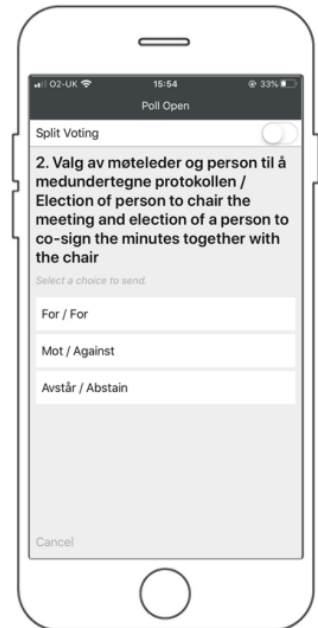 O2-UK 15:54 33%
Poll Open
Split Voting
2. Valg av møteleder og person til å
medundertegne protokollen /
Election of person to chair the
meeting and election of a person to
co-sign the minutes together with
the chair
Select a choice to send.
For / For
Mot / Against
Avstår / Abstain
Cancel